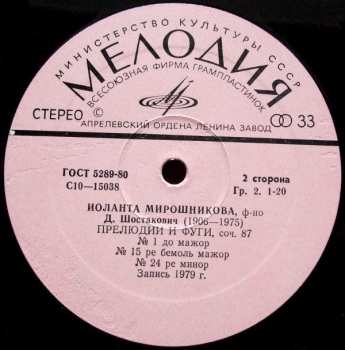 МИНИСТЕРСТВО КУЛЬТУРЫ СССР
МЕЛОДИЯ
ВСЕСОЮЗНАЯ ФИРМА ГРАМПЛАСТИНОК
СТЕРЕО
АПРЕЛЕВСКИЙ ОРДЕНА ЛЕНИНА ЗАВОД
33
ГОСТ 5289-80
С10—15038
2 сторона
Гр. 2. 1-20
ИОЛАНТА МИРОШНИКОВА, ф-но
Д. Шостакович (1906—1975)
ПРЕЛЮДИИ И ФУГИ, соч. 87
№ 1 до мажор
№ 15 ре бемоль мажор
№ 24 ре минор
Запись 1979 г.